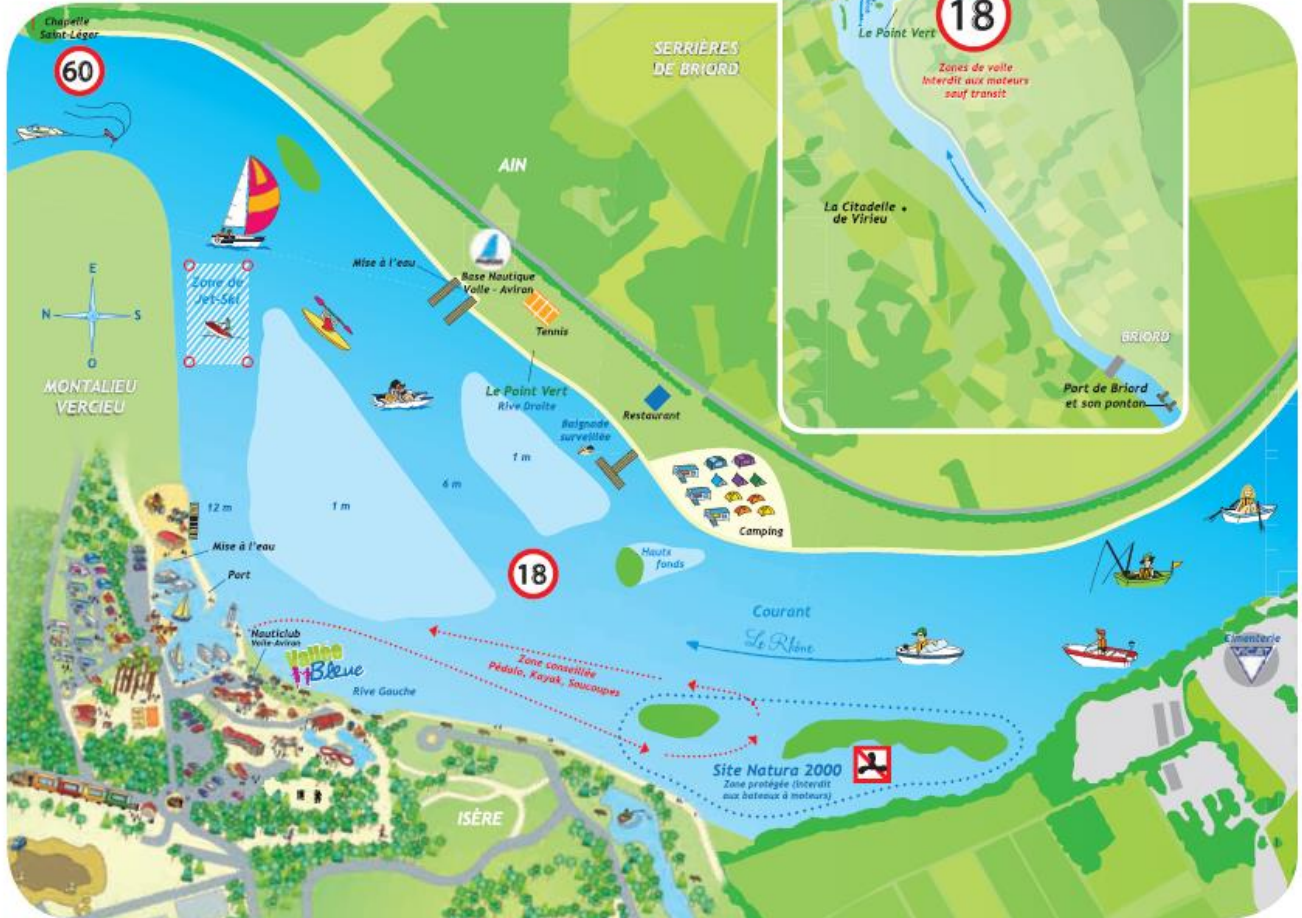 Chapelle
Saint-Léger
60
SERRIÈRES
DE BRIORD
AIN
Le Point Vert
18
Zones de voile
Interdit aux moteurs
sauf transit
La Citadelle
de Virieu
BRIORD
Port de Briord
et son ponton
E
N
S
O
MONTALIEU
VERCIEU
Zone de
Jet-Ski
Mise à l'eau
Base Nautique
Voile - Aviron
Tennis
Le Point Vert
Rive Droite
Restaurant
Baignade
surveillée
1 m
6 m
1 m
12 m
Camping
Hauts
fonds
18
Mise à l'eau
Port
Nauticlub
Voile-Aviron
Vallée
Bleue
Rive Gauche
Zone conseillée
Pédalo, Kayak, Soucoupes
Courant
Le Rhône
Cimenterie
VICAT
Site Natura 2000
Zone protégée (interdit
aux bateaux à moteurs)
ISÈRE